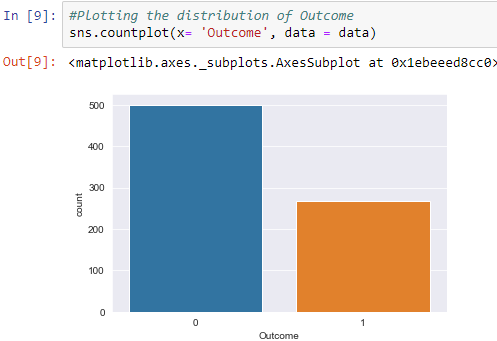 In [9]: #Plotting the distribution of Outcome
sns.countplot(x= 'Outcome', data = data)
Out[9]: <matplotlib.axes._subplots.AxesSubplot at 0x1ebeeed8cc0>
500
400
300
200
100
0
count
0 1
Outcome